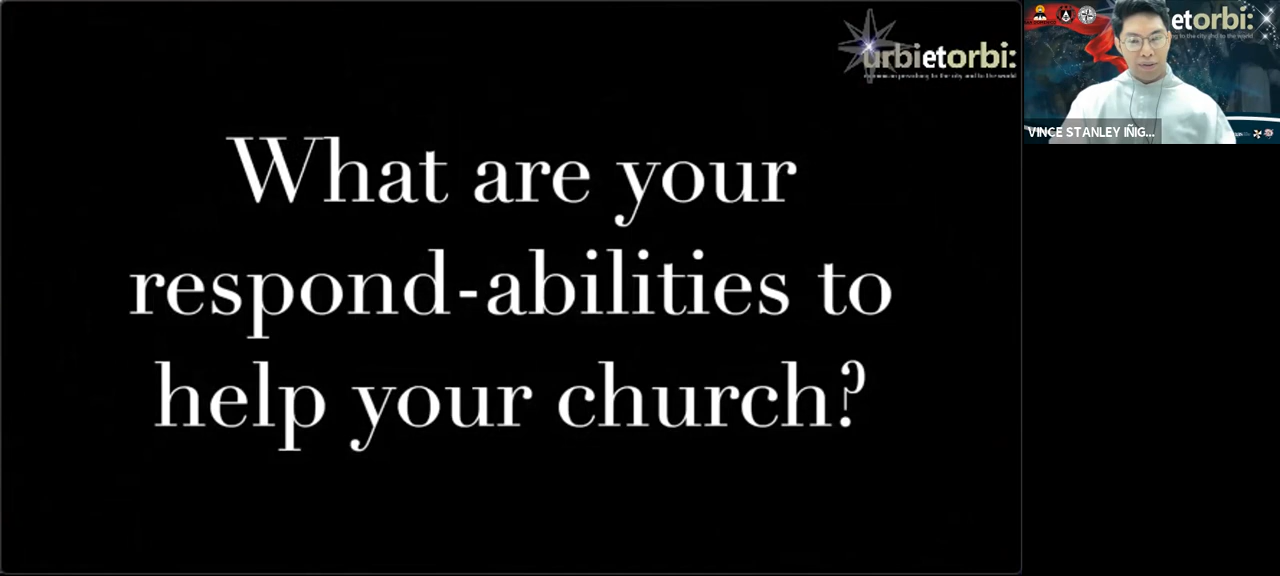 urbietorbi:
What are your
respond-abilities to
help your church?
etorbi:
VINCE STANLEY IÑIG...